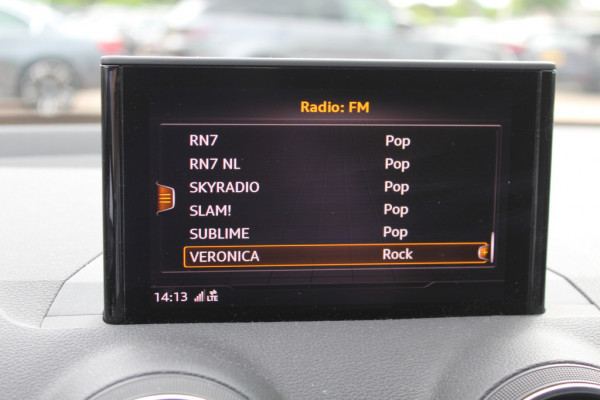 Radio: FM
RN7 Pop
RN7 NL Pop
SKYRADIO Pop
SLAM! Pop
SUBLIME Pop
VERONICA Rock
14:13 LTE